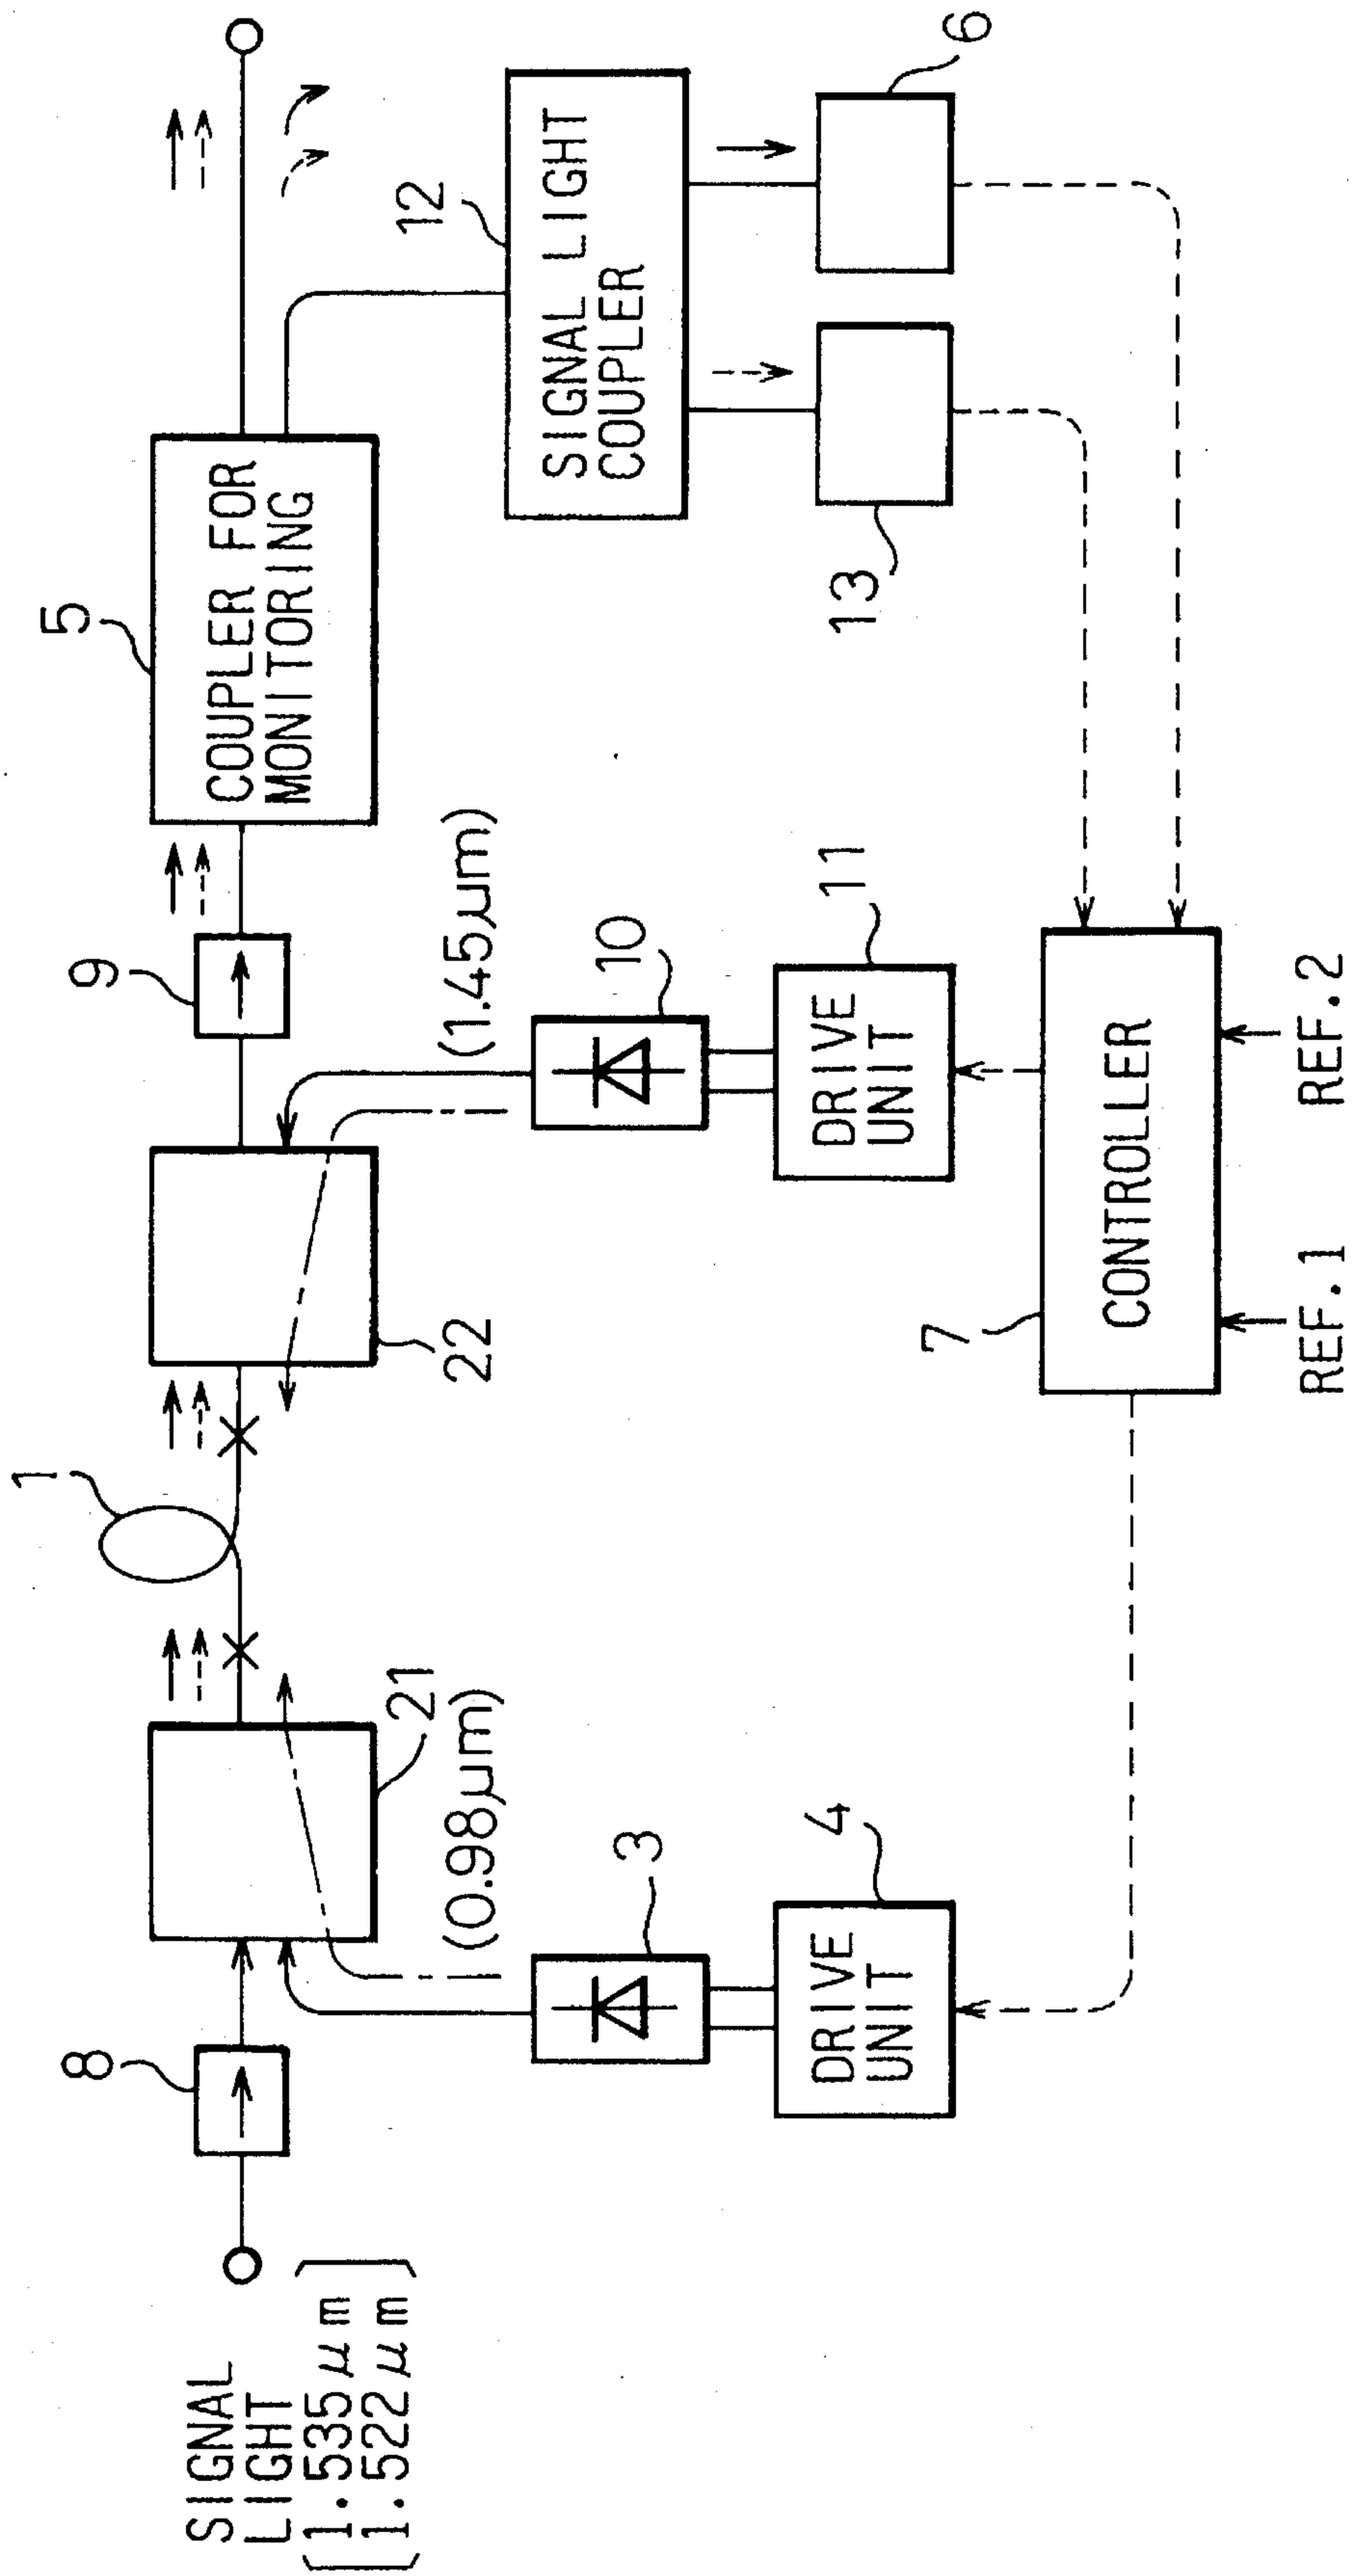 SIGNAL
LIGHT
1.535μm
1.522μm
8
21
(0.98μm)
3
DRIVE
UNIT
4
1
22
9
(1.45μm)
10
DRIVE
UNIT
11
5
COUPLER FOR
MONITORING
12
SIGNAL LIGHT
COUPLER
13
6
7
CONTROLLER
REF.1
REF.2